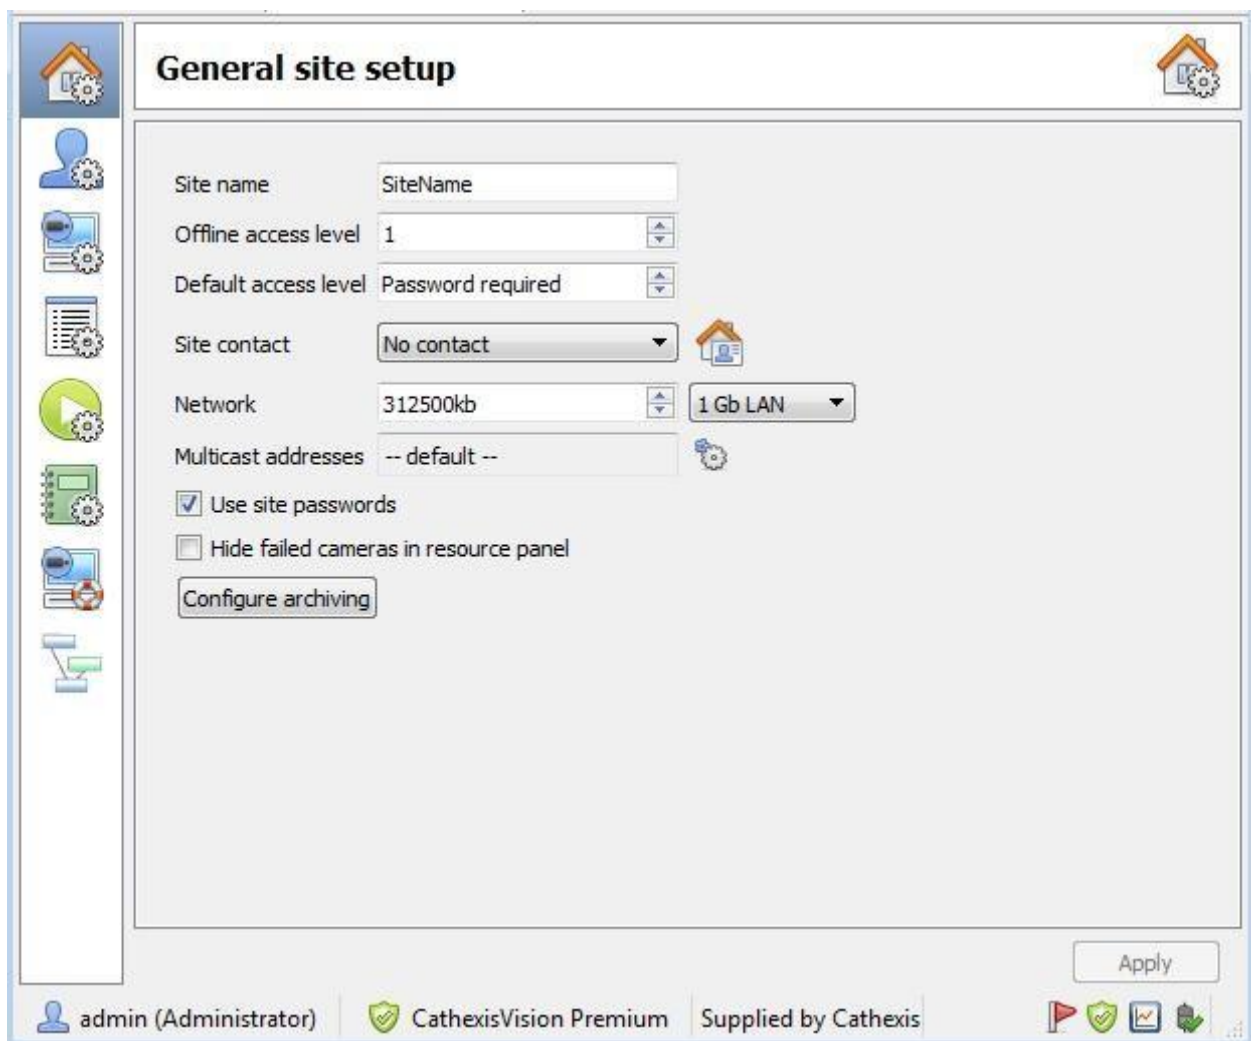 General site setup
Site name SiteName
Offline access level 1
Default access level Password required
Site contact No contact
Network 312500kb 1 Gb LAN
Multicast addresses -- default --
Use site passwords
Hide failed cameras in resource panel
Configure archiving
Apply
admin (Administrator) CathexisVision Premium Supplied by Cathexis